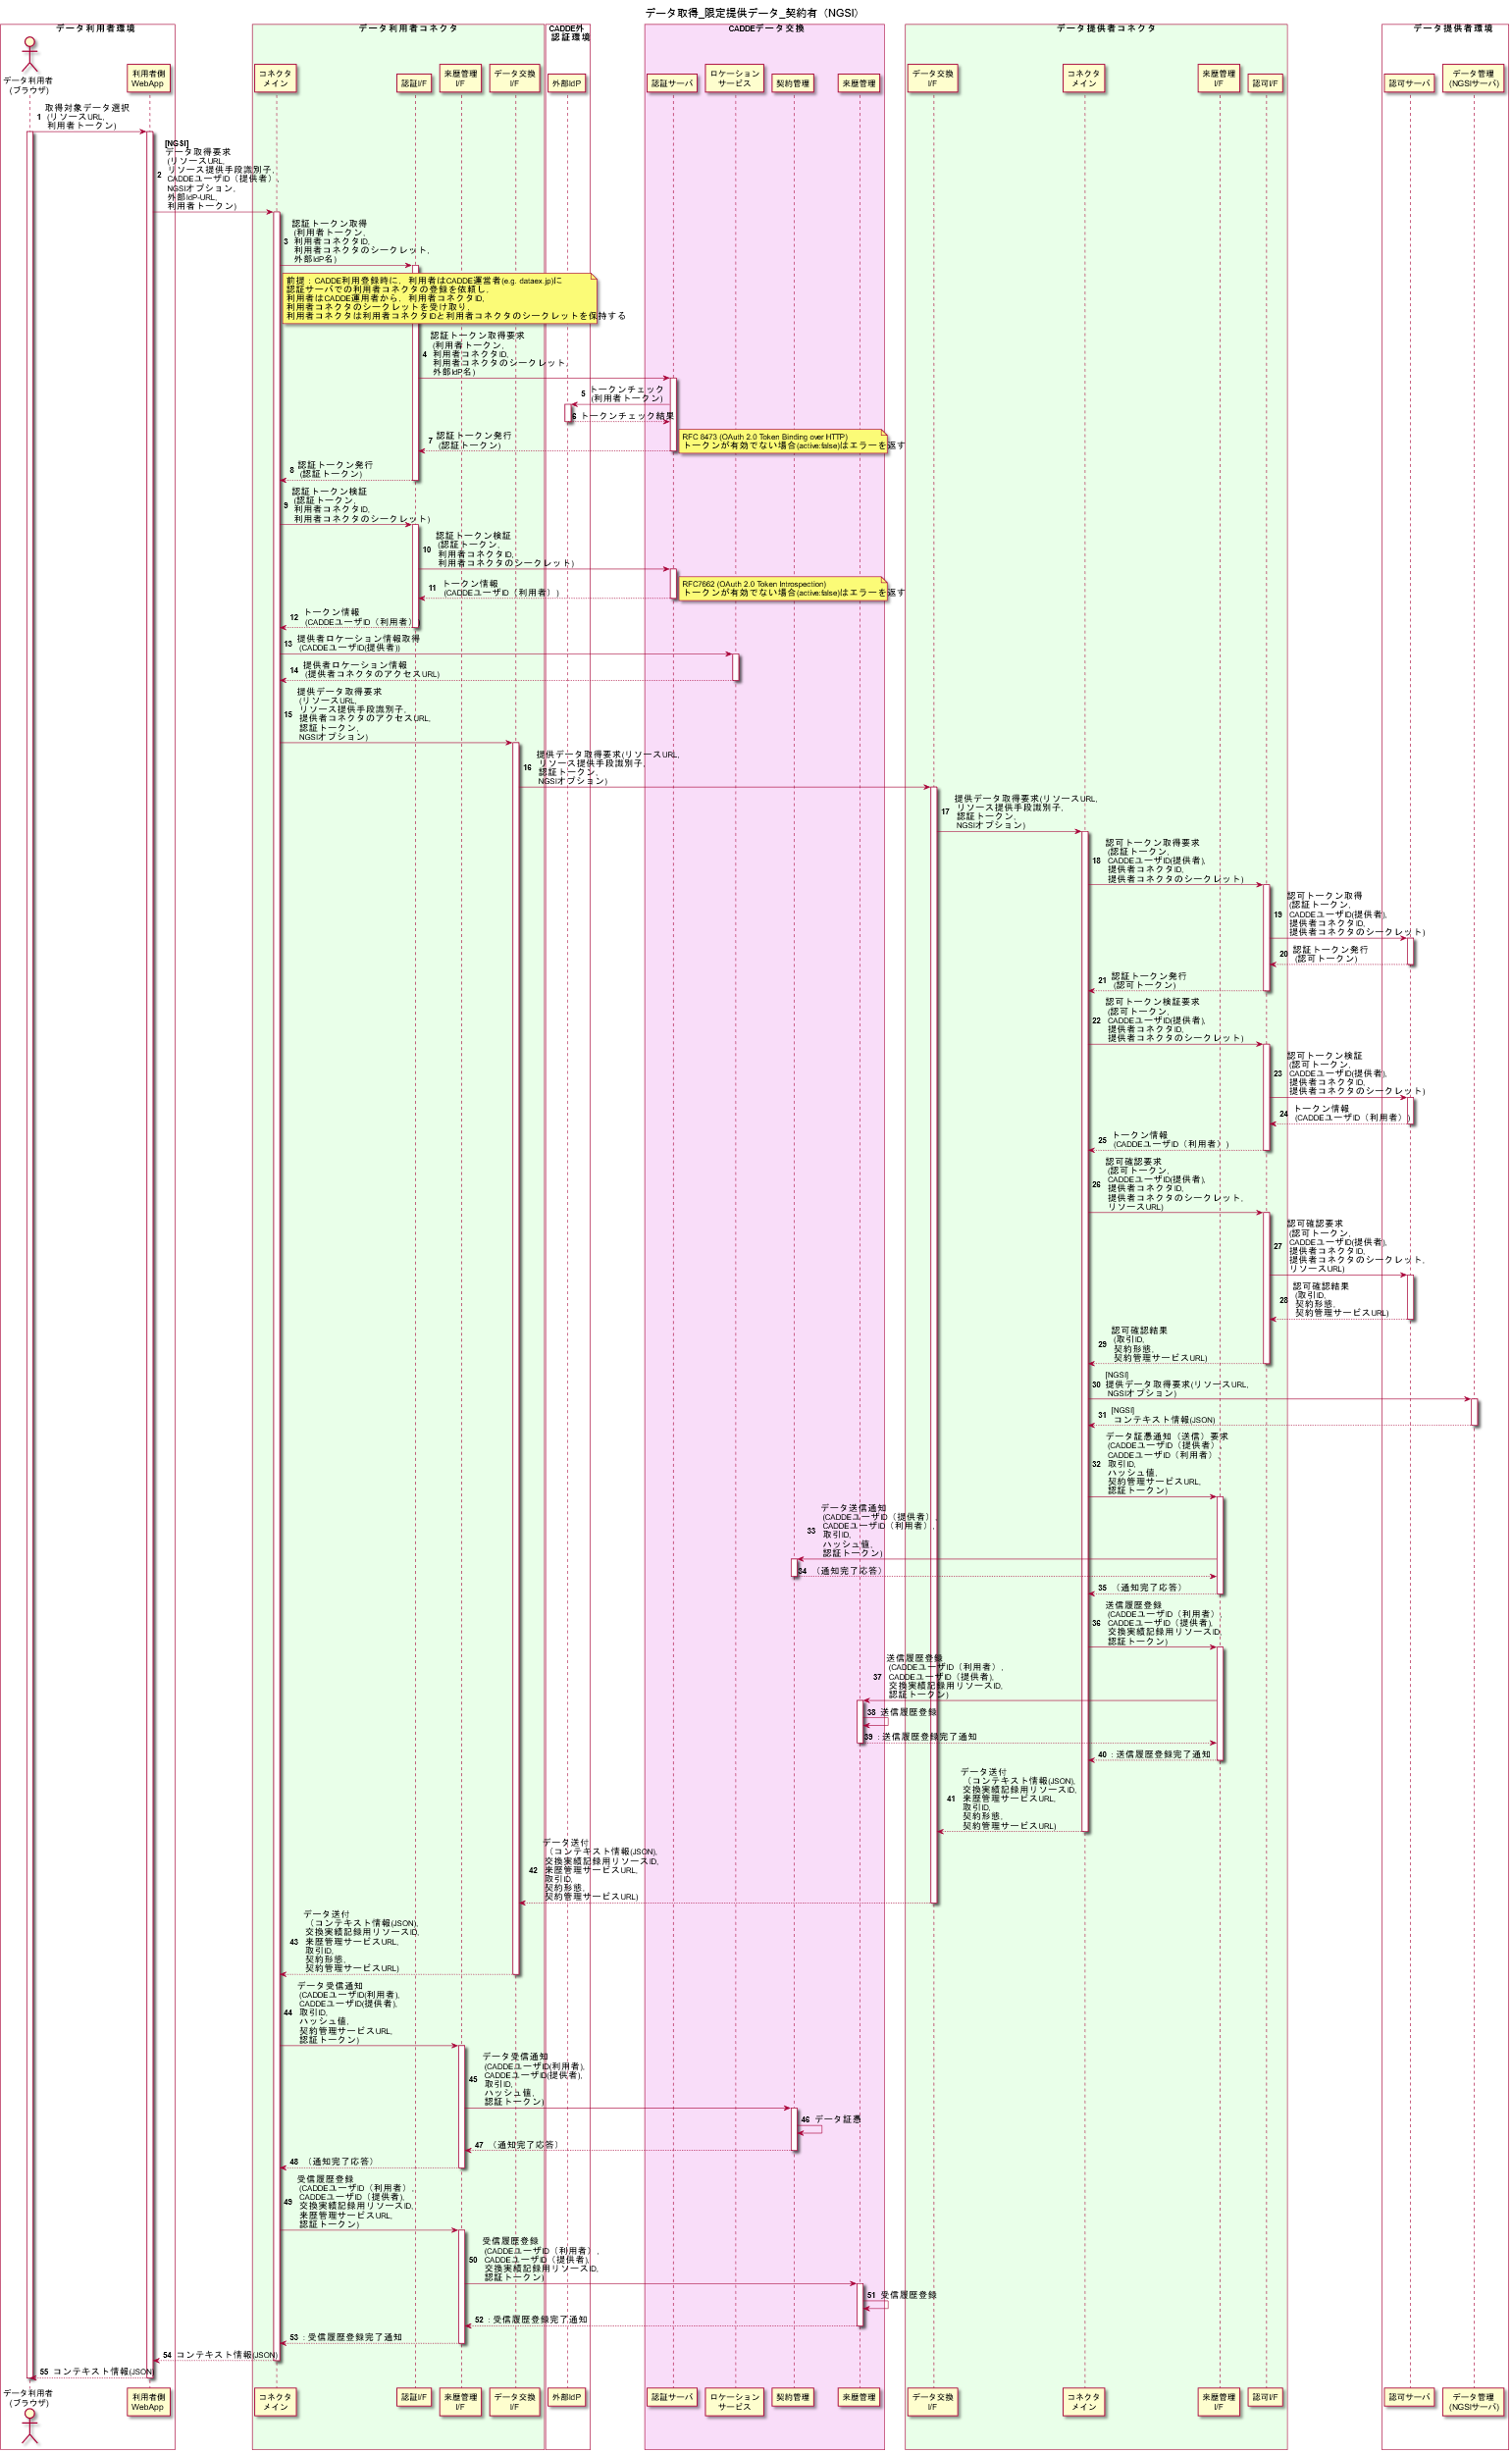 データ取得_限定提供データ_契約有（NGSI）
データ利用者環境
データ利用者コネクタ
CADDE外
認証環境
CADDEデータ交換
データ提供者コネクタ
データ提供者環境
データ利用者
(ブラウザ)
利用者側
WebApp
コネクタ
メイン
認証I/F
来歴管理
I/F
データ交換
I/F
外部IdP
認証サーバ
ロケーション
サービス
契約管理
来歴管理
データ交換
I/F
コネクタ
メイン
来歴管理
I/F
認可I/F
認可サーバ
データ管理
(NGSIサーバ)
1 取得対象データ選択
(リソースURL,
利用者トークン)
2 [NGSI]
データ取得要求
(リソースURL,
リソース提供手段識別子,
CADDEユーザID（提供者）,
NGSIオプション,
外部IdP-URL,
利用者トークン)
3 認証トークン取得
(利用者トークン,
利用者コネクタID,
利用者コネクタのシークレット,
外部IdP名)
前提：CADDE利用登録時に、利用者はCADDE運営者(e.g. dataex.jp)に
認証サーバでの利用者コネクタの登録を依頼し、
利用者はCADDE運用者から、利用者コネクタID,
利用者コネクタのシークレットを受け取り、
利用者コネクタは利用者コネクタIDと利用者コネクタのシークレットを保持する
4 認証トークン取得要求
(利用者トークン,
利用者コネクタID,
利用者コネクタのシークレット,
外部IdP名)
5 トークンチェック
(利用者トークン)
6 トークンチェック結果
RFC 8473 (OAuth 2.0 Token Binding over HTTP)
トークンが有効でない場合(active:false)はエラーを返す
7 認証トークン発行
(認証トークン)
8 認証トークン発行
(認証トークン)
9 認証トークン検証
(認証トークン,
利用者コネクタID,
利用者コネクタのシークレット)
10 認証トークン検証
(認証トークン,
利用者コネクタID,
利用者コネクタのシークレット)
RFC7662 (OAuth 2.0 Token Introspection)
トークンが有効でない場合(active:false)はエラーを返す
11 トークン情報
(CADDEユーザID（利用者）)
12 トークン情報
(CADDEユーザID（利用者）)
13 提供者ロケーション情報取得
(CADDEユーザID(提供者))
14 提供者ロケーション情報
(提供者コネクタのアクセスURL)
15 提供データ取得要求
(リソースURL,
リソース提供手段識別子,
提供者コネクタのアクセスURL,
認証トークン,
NGSIオプション)
16 提供データ取得要求(リソースURL,
リソース提供手段識別子,
認証トークン,
NGSIオプション)
17 提供データ取得要求(リソースURL,
リソース提供手段識別子,
認証トークン,
NGSIオプション)
18 認可トークン取得要求
(認証トークン,
CADDEユーザID(提供者),
提供者コネクタID,
提供者コネクタのシークレット)
19 認可トークン取得
(認証トークン,
CADDEユーザID(提供者),
提供者コネクタID,
提供者コネクタのシークレット)
20 認証トークン発行
(認可トークン)
21 認証トークン発行
(認可トークン)
22 認可トークン検証要求
(認可トークン,
CADDEユーザID(提供者),
提供者コネクタID,
提供者コネクタのシークレット)
23 認可トークン検証
(認可トークン,
CADDEユーザID(提供者),
提供者コネクタID,
提供者コネクタのシークレット)
24 トークン情報
(CADDEユーザID（利用者）)
25 トークン情報
(CADDEユーザID（利用者）)
26 認可確認要求
(認可トークン,
CADDEユーザID(提供者),
提供者コネクタID,
提供者コネクタのシークレット,
リソースURL)
27 認可確認要求
(認可トークン,
CADDEユーザID(提供者),
提供者コネクタID,
提供者コネクタのシークレット,
リソースURL)
28 認可確認結果
(取引ID,
契約形態,
契約管理サービスURL)
29 認可確認結果
(取引ID,
契約形態,
契約管理サービスURL)
30 [NGSI]
提供データ取得要求(リソースURL,
NGSIオプション)
31 [NGSI]
コンテキスト情報(JSON)
32 データ証憑通知（送信）要求
(CADDEユーザID（提供者）,
CADDEユーザID（利用者）,
取引ID,
ハッシュ値,
契約管理サービスURL,
認証トークン)
33 データ送信通知
(CADDEユーザID（提供者）,
CADDEユーザID（利用者）,
取引ID,
ハッシュ値,
認証トークン)
34 （通知完了応答）
35 （通知完了応答）
36 送信履歴登録
(CADDEユーザID（利用者）,
CADDEユーザID（提供者),
交換実績記録用リソースID,
認証トークン)
37 送信履歴登録
(CADDEユーザID（利用者）,
CADDEユーザID（提供者),
交換実績記録用リソースID,
認証トークン)
38 送信履歴登録
39 : 送信履歴登録完了通知
40 : 送信履歴登録完了通知
41 データ送付
（コンテキスト情報(JSON),
交換実績記録用リソースID,
来歴管理サービスURL,
取引ID,
契約形態,
契約管理サービスURL)
42 データ送付
（コンテキスト情報(JSON),
交換実績記録用リソースID,
来歴管理サービスURL,
取引ID,
契約形態,
契約管理サービスURL)
43 データ送付
（コンテキスト情報(JSON),
交換実績記録用リソースID,
来歴管理サービスURL,
取引ID,
契約形態,
契約管理サービスURL)
44 データ受信通知
(CADDEユーザID(利用者),
CADDEユーザID(提供者),
取引ID,
ハッシュ値,
契約管理サービスURL,
認証トークン)
45 データ受信通知
(CADDEユーザID(利用者),
CADDEユーザID(提供者),
取引ID,
ハッシュ値,
認証トークン)
46 データ証憑
47 （通知完了応答）
48 （通知完了応答）
49 受信履歴登録
(CADDEユーザID（利用者）,
CADDEユーザID（提供者),
交換実績記録用リソースID,
来歴管理サービスURL,
認証トークン)
50 受信履歴登録
(CADDEユーザID（利用者）,
CADDEユーザID（提供者),
交換実績記録用リソースID,
認証トークン)
51 受信履歴登録
52 : 受信履歴登録完了通知
53 : 受信履歴登録完了通知
54 コンテキスト情報(JSON)
55 コンテキスト情報(JSON)
データ利用者
(ブラウザ)
利用者側
WebApp
コネクタ
メイン
認証I/F
来歴管理
I/F
データ交換
I/F
外部IdP
認証サーバ
ロケーション
サービス
契約管理
来歴管理
データ交換
I/F
コネクタ
メイン
来歴管理
I/F
認可I/F
認可サーバ
データ管理
(NGSIサーバ)